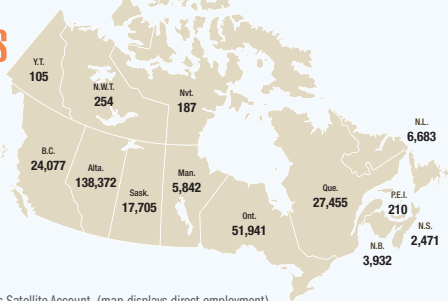 S
Y.T.
105
N.W.T.
254
Nvt.
187
B.C.
24,077
Alta.
138,372
Sask.
17,705
Man.
5,842
Ont.
51,941
Que.
27,455
N.L.
6,683
P.E.I.
210
N.S.
2,471
N.B.
3,932
s Satellite Account. (map displays direct employment)